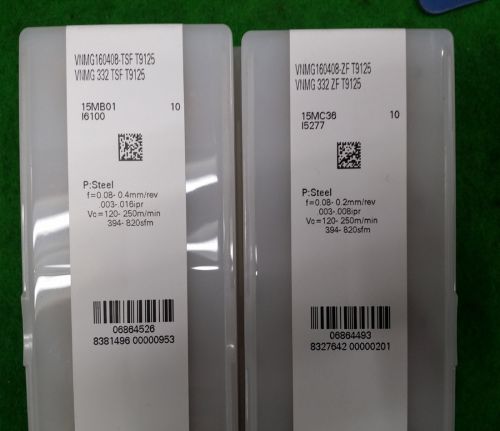 VNMG160408-TSF T9125
VNMG 332 TSF T9125
15MB01 10
I6100
P:Steel
f=0.08- 0.4mm/rev
.003-.016ipr
Vc=120- 250m/min
394- 820sfm
06864526
8381496 00000953
VNMG160408-ZF T9125
VNMG 332 ZF T9125
15MC36 10
I5277
P:Steel
f=0.08- 0.2mm/rev
.003-.008ipr
Vc=120- 250m/min
394- 820sfm
06864493
8327642 00000201